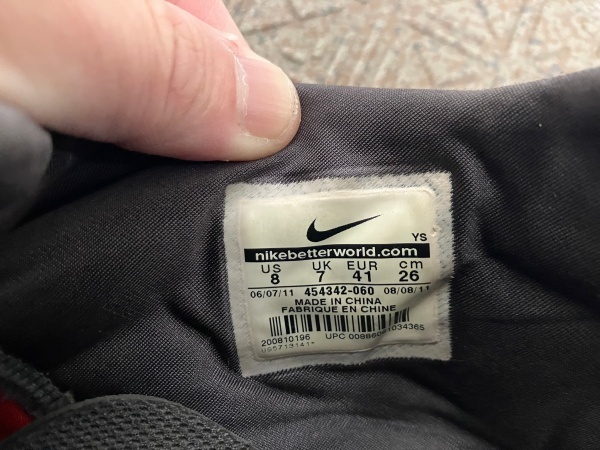 YS
nikebetterworld.com
US UK EUR cm
8 7 41 26
06/07/11 454342-060 08/08/11
MADE IN CHINA
FABRIQUE EN CHINE
200810196 UPC